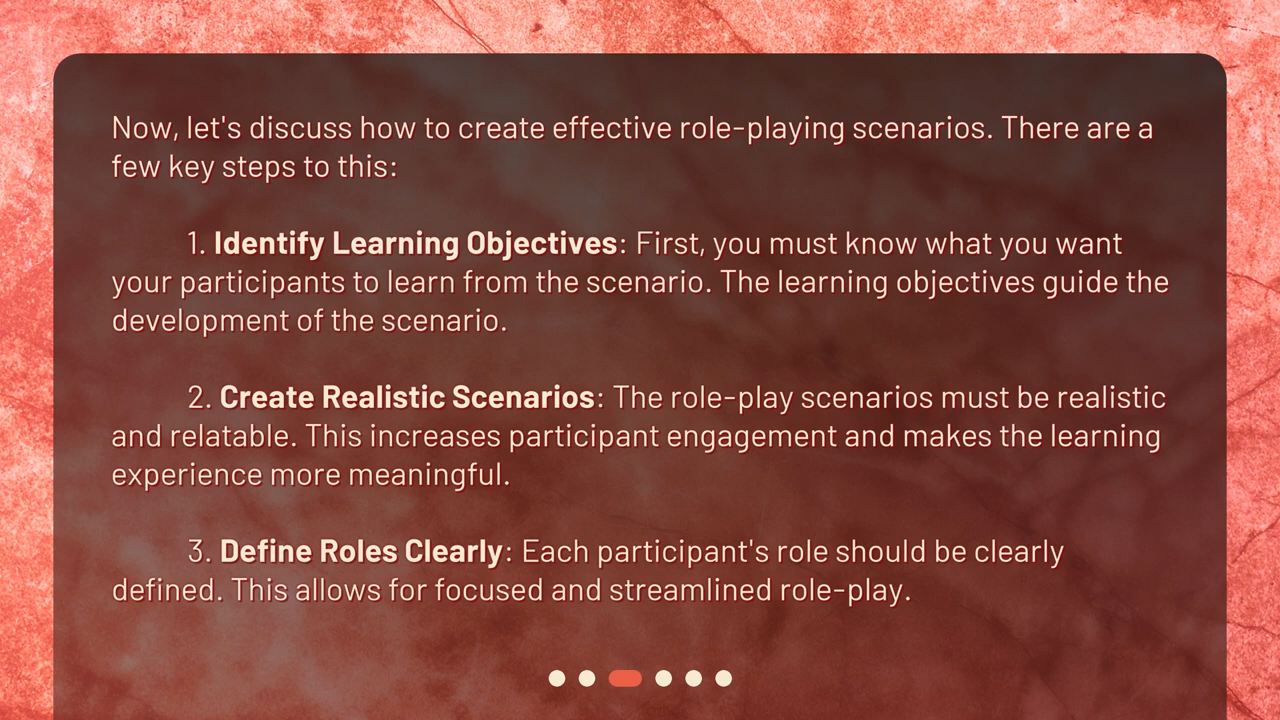 Now, let's discuss how to create effective role-playing scenarios. There are a
few key steps to this:
1. Identify Learning Objectives: First, you must know what you want
your participants to learn from the scenario. The learning objectives guide the
development of the scenario.
2. Create Realistic Scenarios: The role-play scenarios must be realistic
and relatable. This increases participant engagement and makes the learning
experience more meaningful.
3. Define Roles Clearly: Each participant's role should be clearly
defined. This allows for focused and streamlined role-play.